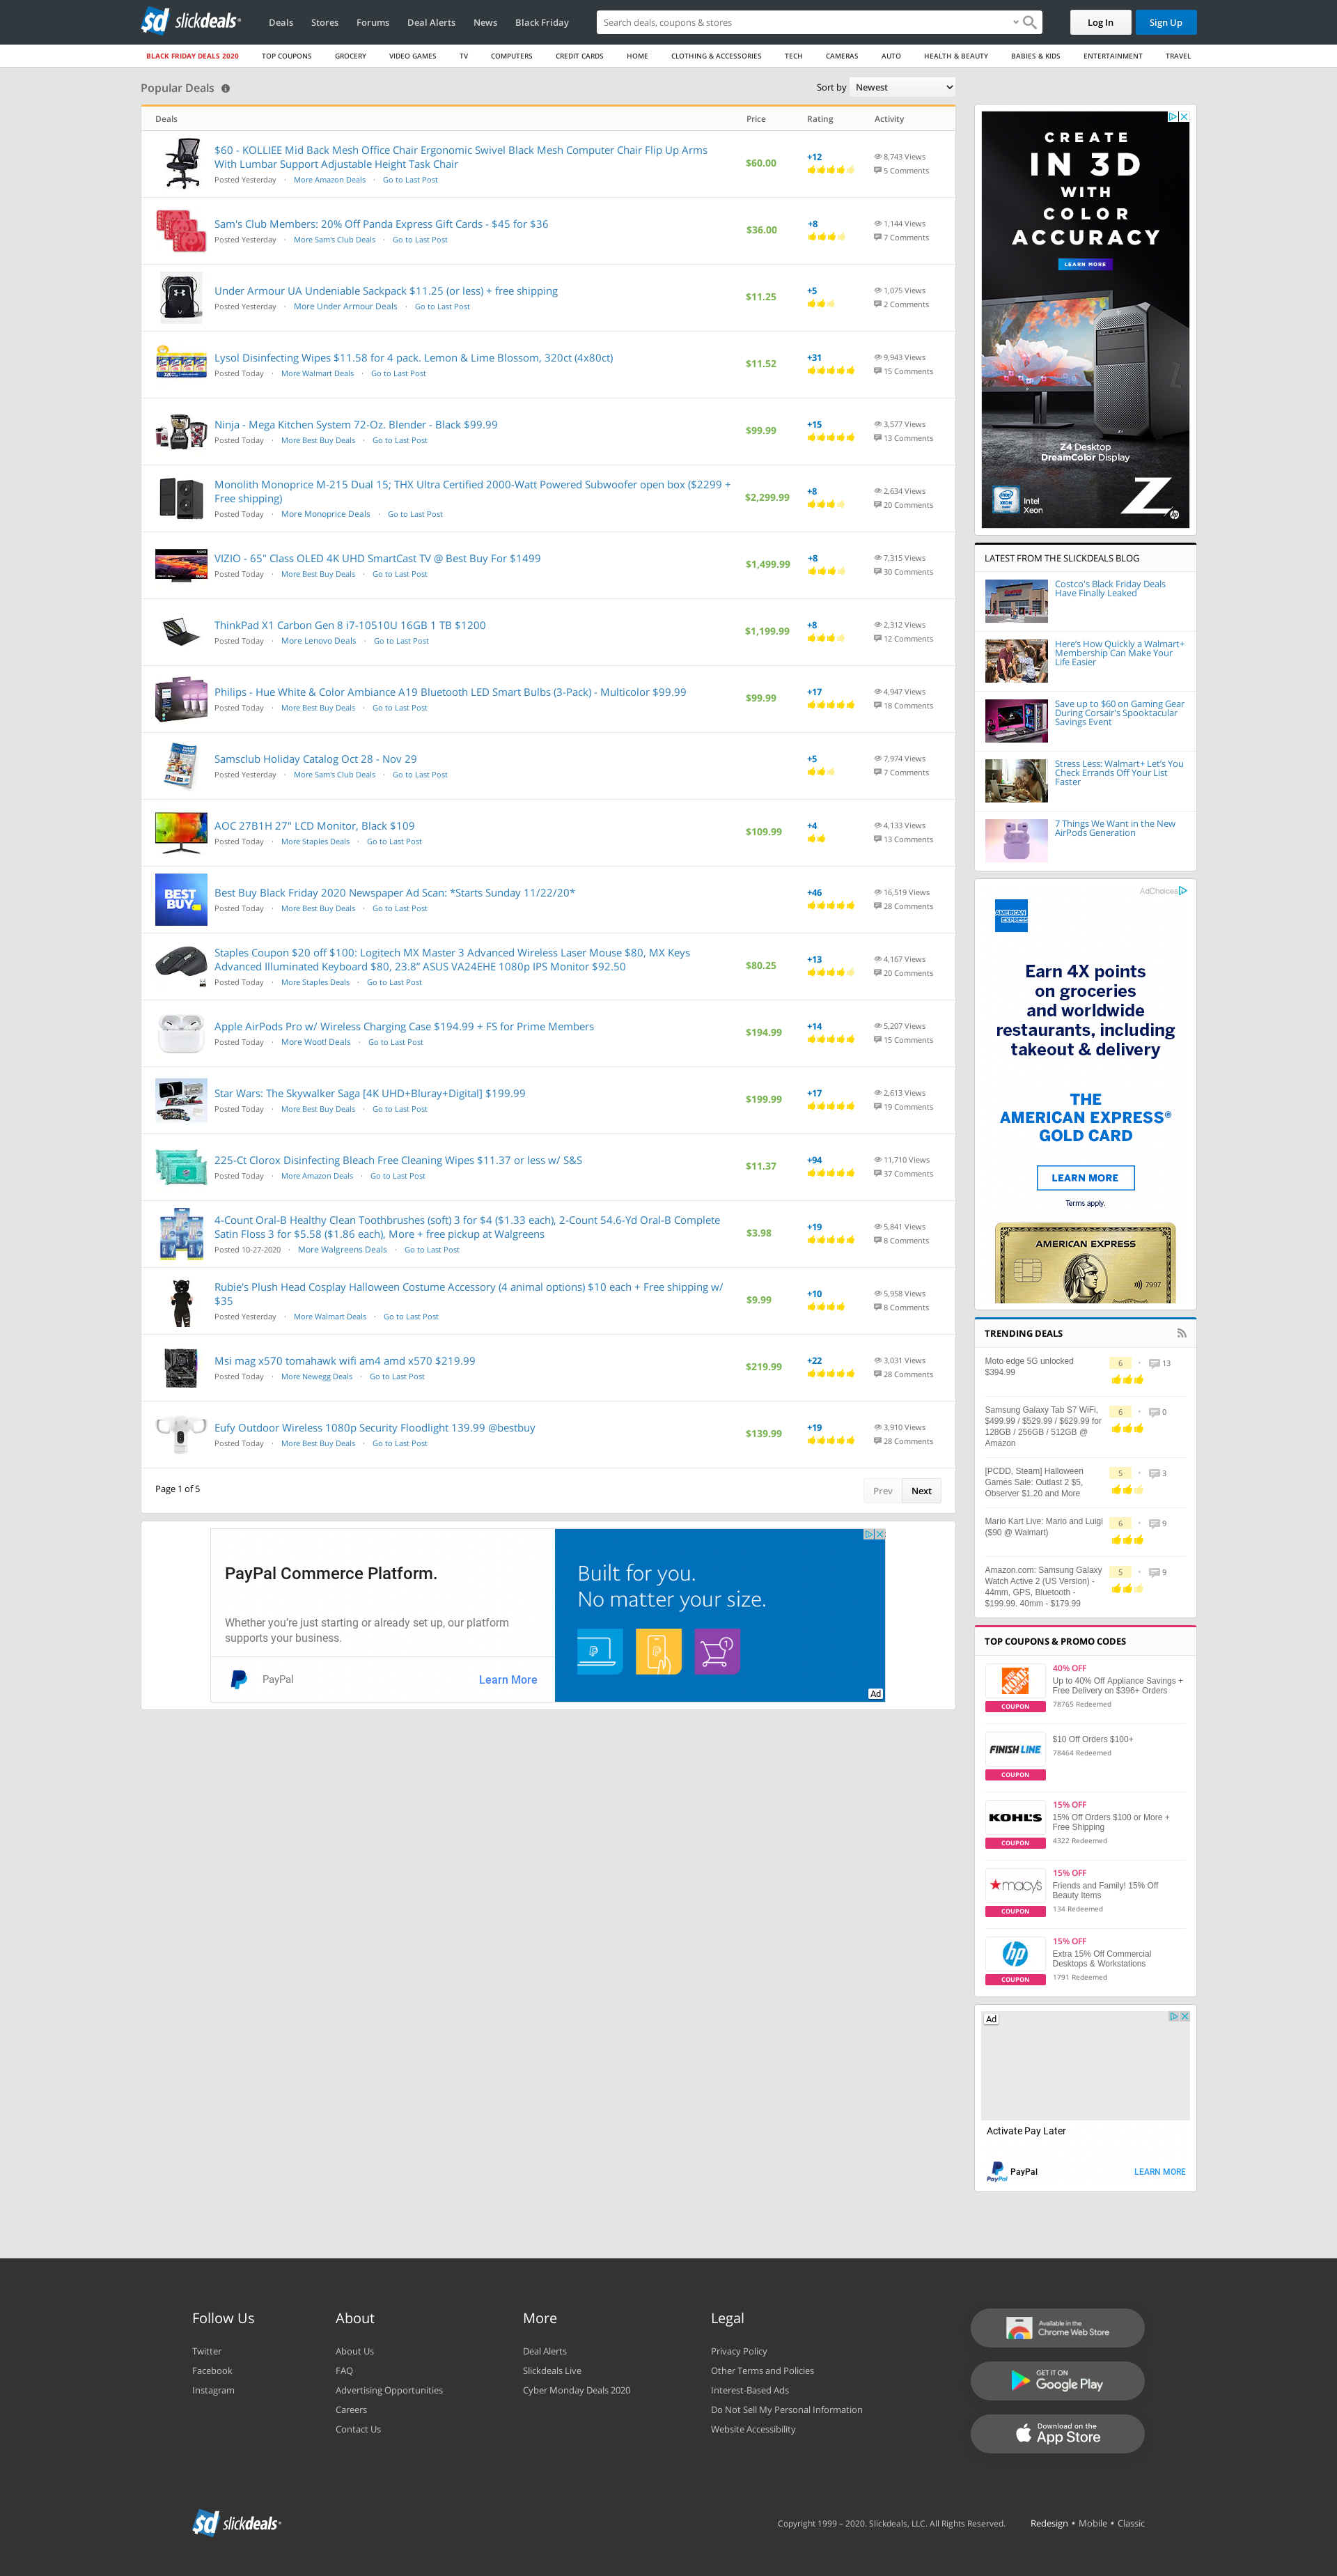 slickdeals
Deals
Stores
Forums
Deal Alerts
News
Black Friday
Search deals, coupons & stores
Log In
Sign Up
BLACK FRIDAY DEALS 2020
TOP COUPONS
GROCERY
VIDEO GAMES
TV
COMPUTERS
CREDIT CARDS
HOME
CLOTHING & ACCESSORIES
TECH
CAMERAS
AUTO
HEALTH & BEAUTY
BABIES & KIDS
ENTERTAINMENT
TRAVEL
Popular Deals
Sort by Newest
Deals Price Rating Activity
$60 - KOLLIEE Mid Back Mesh Office Chair Ergonomic Swivel Black Mesh Computer Chair Flip Up Arms
With Lumbar Support Adjustable Height Task Chair
Posted Yesterday · More Amazon Deals · Go to Last Post
$60.00
+12
8,743 Views
5 Comments
Sam's Club Members: 20% Off Panda Express Gift Cards - $45 for $36
Posted Yesterday · More Sam's Club Deals · Go to Last Post
$36.00
+8
1,144 Views
7 Comments
Under Armour UA Undeniable Sackpack $11.25 (or less) + free shipping
Posted Yesterday · More Under Armour Deals · Go to Last Post
$11.25
+5
1,075 Views
2 Comments
Lysol Disinfecting Wipes $11.58 for 4 pack. Lemon & Lime Blossom, 320ct (4x80ct)
Posted Today · More Walmart Deals · Go to Last Post
$11.52
+31
9,943 Views
15 Comments
Ninja - Mega Kitchen System 72-Oz. Blender - Black $99.99
Posted Today · More Best Buy Deals · Go to Last Post
$99.99
+15
3,577 Views
13 Comments
Monolith Monoprice M-215 Dual 15; THX Ultra Certified 2000-Watt Powered Subwoofer open box ($2299 +
Free shipping)
Posted Today · More Monoprice Deals · Go to Last Post
$2,299.99
+8
2,634 Views
20 Comments
VIZIO - 65" Class OLED 4K UHD SmartCast TV @ Best Buy For $1499
Posted Today · More Best Buy Deals · Go to Last Post
$1,499.99
+8
7,315 Views
30 Comments
ThinkPad X1 Carbon Gen 8 i7-10510U 16GB 1 TB $1200
Posted Today · More Lenovo Deals · Go to Last Post
$1,199.99
+8
2,312 Views
12 Comments
Philips - Hue White & Color Ambiance A19 Bluetooth LED Smart Bulbs (3-Pack) - Multicolor $99.99
Posted Today · More Best Buy Deals · Go to Last Post
$99.99
+17
4,947 Views
18 Comments
Samsclub Holiday Catalog Oct 28 - Nov 29
Posted Yesterday · More Sam's Club Deals · Go to Last Post
+5
7,974 Views
7 Comments
AOC 27B1H 27" LCD Monitor, Black $109
Posted Today · More Staples Deals · Go to Last Post
$109.99
+4
4,133 Views
13 Comments
BEST
BUY
Best Buy Black Friday 2020 Newspaper Ad Scan: *Starts Sunday 11/22/20*
Posted Today · More Best Buy Deals · Go to Last Post
+46
16,519 Views
28 Comments
Staples Coupon $20 off $100: Logitech MX Master 3 Advanced Wireless Laser Mouse $80, MX Keys
Advanced Illuminated Keyboard $80, 23.8" ASUS VA24EHE 1080p IPS Monitor $92.50
Posted Today · More Staples Deals · Go to Last Post
$80.25
+13
4,167 Views
20 Comments
Apple AirPods Pro w/ Wireless Charging Case $194.99 + FS for Prime Members
Posted Today · More Woot! Deals · Go to Last Post
$194.99
+14
5,207 Views
15 Comments
Star Wars: The Skywalker Saga [4K UHD+Bluray+Digital] $199.99
Posted Today · More Best Buy Deals · Go to Last Post
$199.99
+17
2,613 Views
19 Comments
225-Ct Clorox Disinfecting Bleach Free Cleaning Wipes $11.37 or less w/ S&S
Posted Today · More Amazon Deals · Go to Last Post
$11.37
+94
11,710 Views
37 Comments
4-Count Oral-B Healthy Clean Toothbrushes (soft) 3 for $4 ($1.33 each), 2-Count 54.6-Yd Oral-B Complete
Satin Floss 3 for $5.58 ($1.86 each), More + free pickup at Walgreens
Posted 10-27-2020 · More Walgreens Deals · Go to Last Post
$3.98
+19
5,841 Views
8 Comments
Rubie's Plush Head Cosplay Halloween Costume Accessory (4 animal options) $10 each + Free shipping w/
$35
Posted Yesterday · More Walmart Deals · Go to Last Post
$9.99
+10
5,958 Views
8 Comments
Msi mag x570 tomahawk wifi am4 amd x570 $219.99
Posted Today · More Newegg Deals · Go to Last Post
$219.99
+22
3,031 Views
28 Comments
Eufy Outdoor Wireless 1080p Security Floodlight 139.99 @bestbuy
Posted Today · More Best Buy Deals · Go to Last Post
$139.99
+19
3,910 Views
28 Comments
Page 1 of 5
Prev
Next
PayPal Commerce Platform.
Whether you're just starting or already set up, our platform
supports your business.
PayPal
Learn More
Built for you.
No matter your size.
Ad
CREATE
IN 3D
WITH
COLOR
ACCURACY
LEARN MORE
Z4 Desktop
DreamColor Display
Intel
Xeon
LATEST FROM THE SLICKDEALS BLOG
Costco's Black Friday Deals
Have Finally Leaked
Here's How Quickly a Walmart+
Membership Can Make Your
Life Easier
Save up to $60 on Gaming Gear
During Corsair's Spooktacular
Savings Event
Stress Less: Walmart+ Let's You
Check Errands Off Your List
Faster
7 Things We Want in the New
AirPods Generation
AdChoices
AMERICAN
EXPRESS
Earn 4X points
on groceries
and worldwide
restaurants, including
takeout & delivery
THE
AMERICAN EXPRESS®
GOLD CARD
LEARN MORE
Terms apply.
AMERICAN EXPRESS
7997
TRENDING DEALS
Moto edge 5G unlocked
$394.99
6 • 13
Samsung Galaxy Tab S7 WiFi,
$499.99 / $529.99 / $629.99 for
128GB / 256GB / 512GB @
Amazon
6 • 0
[PCDD, Steam] Halloween
Games Sale: Outlast 2 $5,
Observer $1.20 and More
5 • 3
Mario Kart Live: Mario and Luigi
($90 @ Walmart)
6 • 9
Amazon.com: Samsung Galaxy
Watch Active 2 (US Version) -
44mm, GPS, Bluetooth -
$199.99. 40mm - $179.99
5 • 9
TOP COUPONS & PROMO CODES
COUPON
40% OFF
Up to 40% Off Appliance Savings +
Free Delivery on $396+ Orders
78765 Redeemed
FINISH LINE
COUPON
$10 Off Orders $100+
78464 Redeemed
KOHL'S
COUPON
15% OFF
15% Off Orders $100 or More +
Free Shipping
4322 Redeemed
macy's
COUPON
15% OFF
Friends and Family! 15% Off
Beauty Items
134 Redeemed
hp
COUPON
15% OFF
Extra 15% Off Commercial
Desktops & Workstations
1791 Redeemed
Ad
Activate Pay Later
PayPal
PayPal
LEARN MORE
Follow Us
Twitter
Facebook
Instagram
About
About Us
FAQ
Advertising Opportunities
Careers
Contact Us
More
Deal Alerts
Slickdeals Live
Cyber Monday Deals 2020
Legal
Privacy Policy
Other Terms and Policies
Interest-Based Ads
Do Not Sell My Personal Information
Website Accessibility
Available in the
Chrome Web Store
GET IT ON
Google Play
Download on the
App Store
slickdeals
Copyright 1999 – 2020. Slickdeals, LLC. All Rights Reserved.
Redesign • Mobile • Classic